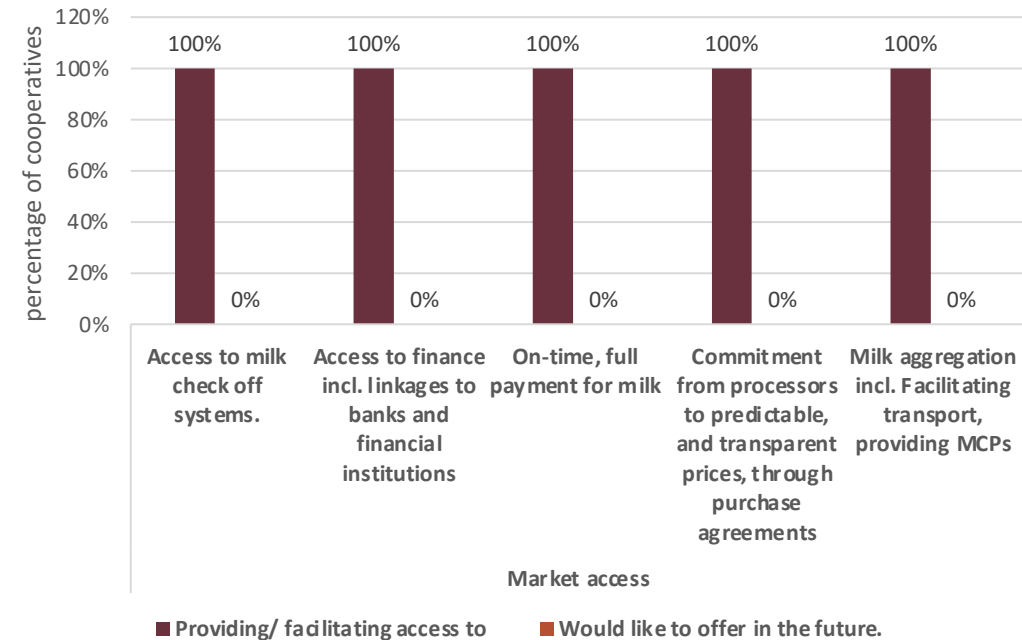 percentage of cooperatives
120%
100%
80%
60%
40%
20%
0%
100% 100% 100% 100% 100%
0% 0% 0% 0% 0%
Access to milk
check off
systems.
Access to finance
incl. linkages to
banks and
financial
institutions
On-time, full
payment for milk
Commitment
from processors
to predictable,
and transparent
prices, through
purchase
agreements
Milk aggregation
incl. Facilitating
transport,
providing MCPs
Market access
Providing/ facilitating access to
Would like to offer in the future.